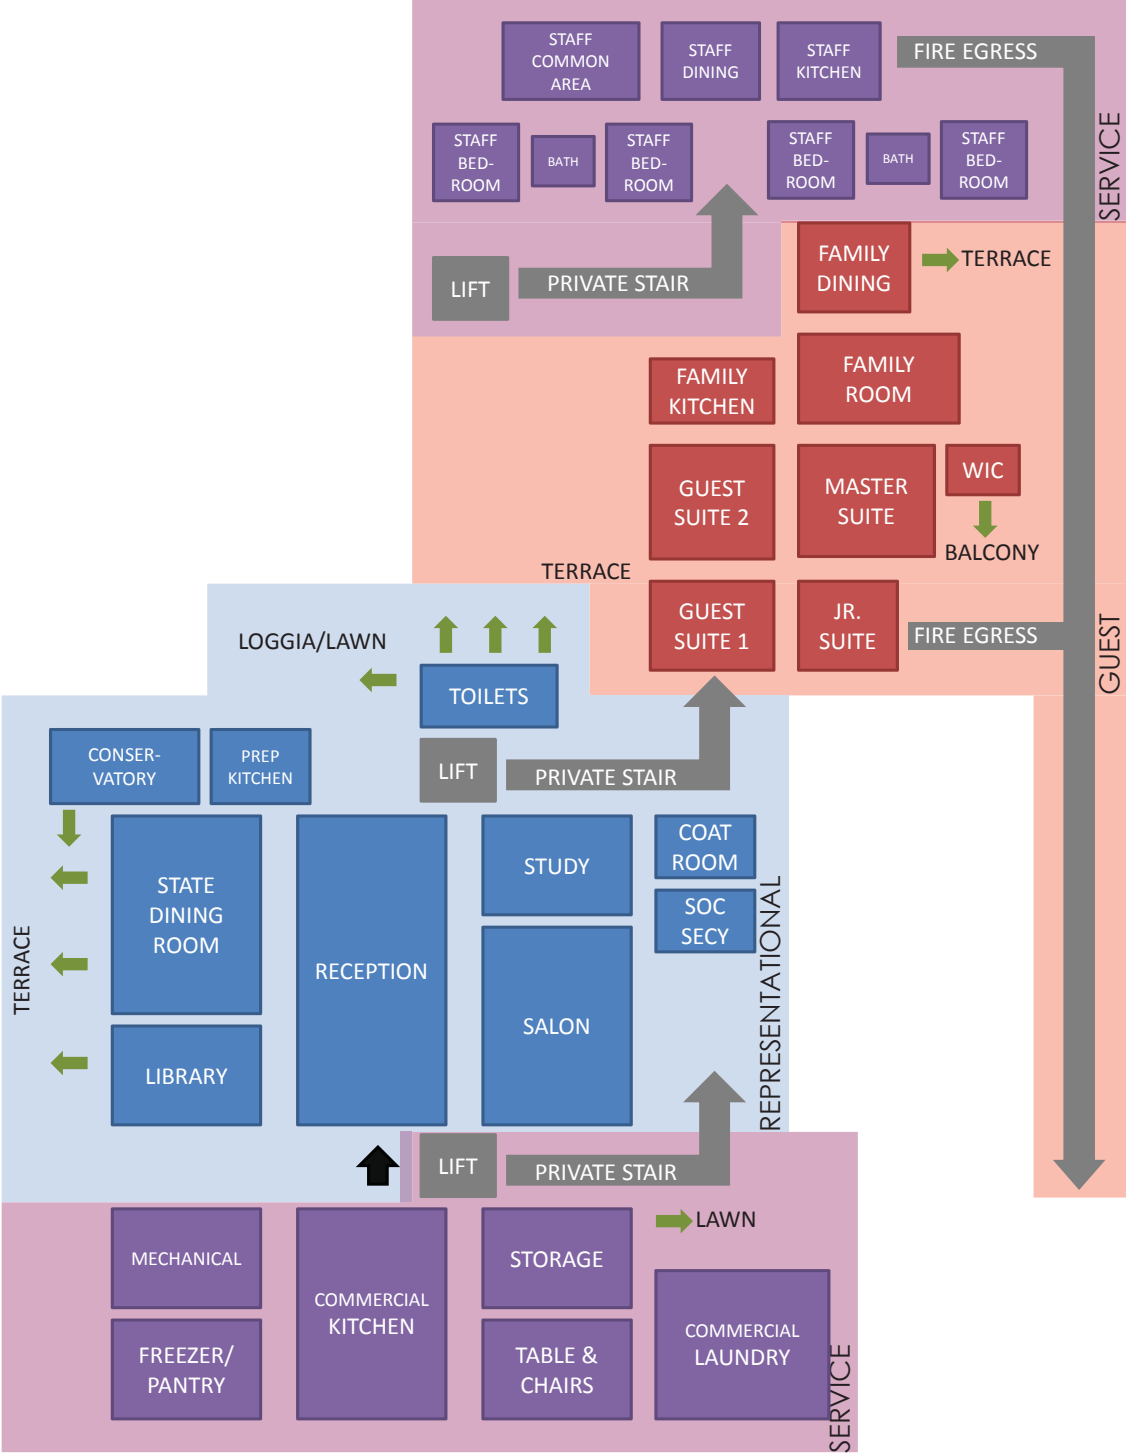 STAFF
COMMON
AREA
STAFF
DINING
STAFF
KITCHEN
FIRE EGRESS
STAFF
BED-
ROOM
BATH
STAFF
BED-
ROOM
STAFF
BED-
ROOM
BATH
STAFF
BED-
ROOM
SERVICE
LIFT
PRIVATE STAIR
FAMILY
DINING
TERRACE
FAMILY
KITCHEN
FAMILY
ROOM
GUEST
SUITE 2
MASTER
SUITE
WIC
BALCONY
TERRACE
GUEST
SUITE 1
JR.
SUITE
FIRE EGRESS
GUEST
LOGGIA/LAWN
TOILETS
CONSER-
VATORY
PREP
KITCHEN
LIFT
PRIVATE STAIR
STATE
DINING
ROOM
RECEPTION
STUDY
COAT
ROOM
SOC
SECY
TERRACE
SALON
LIBRARY
REPRESENTATIONAL
LIFT
PRIVATE STAIR
MECHANICAL
COMMERCIAL
KITCHEN
STORAGE
LAWN
FREEZER/
PANTRY
TABLE &
CHAIRS
COMMERCIAL
LAUNDRY
SERVICE